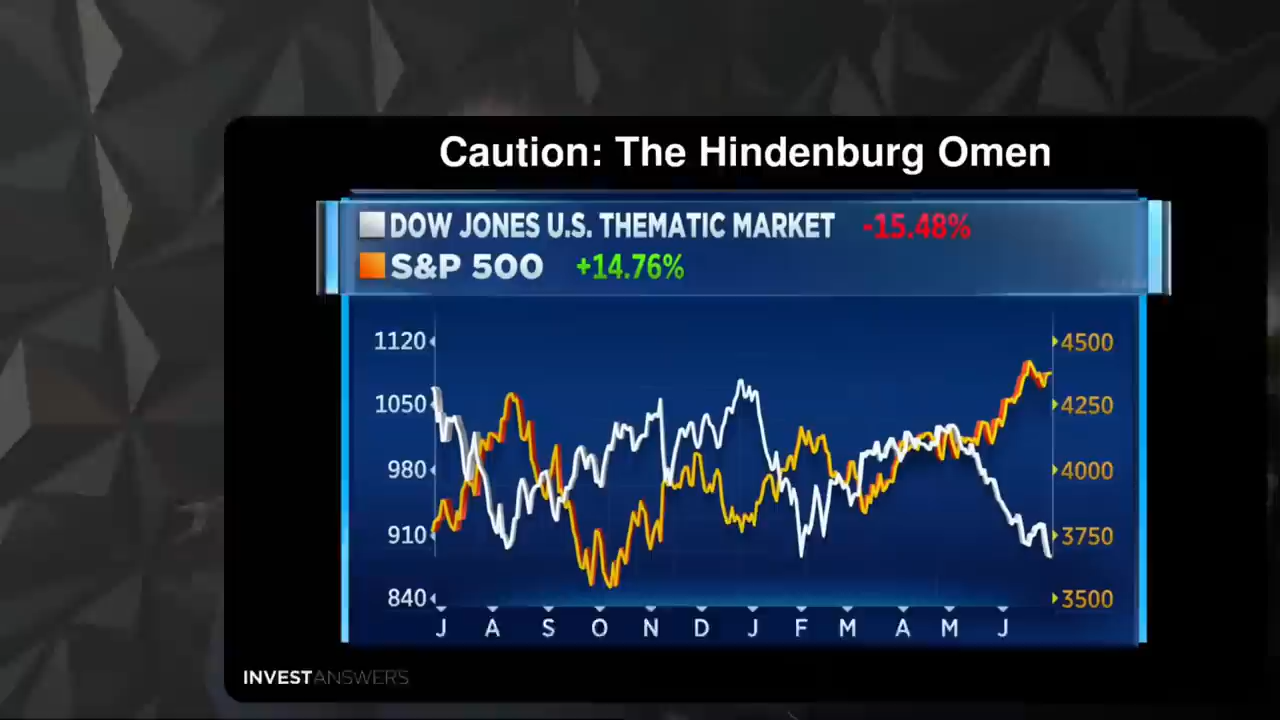 Caution: The Hindenburg Omen
DOW JONES U.S. THEMATIC MARKET -15.48%
S&P 500 +14.76%
1120 4500
1050 4250
980 4000
910 3750
840 3500
J A S O N D J F M A M J
INVESTANSWERS